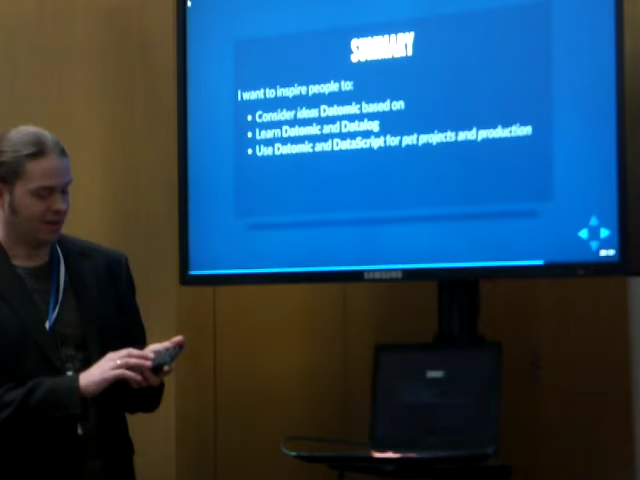 SUMMARY
I want to inspire people to:
• Consider ideas Datomic based on
• Learn Datomic and Datalog
• Use Datomic and DataScript for pet projects and production
SAMSUNG